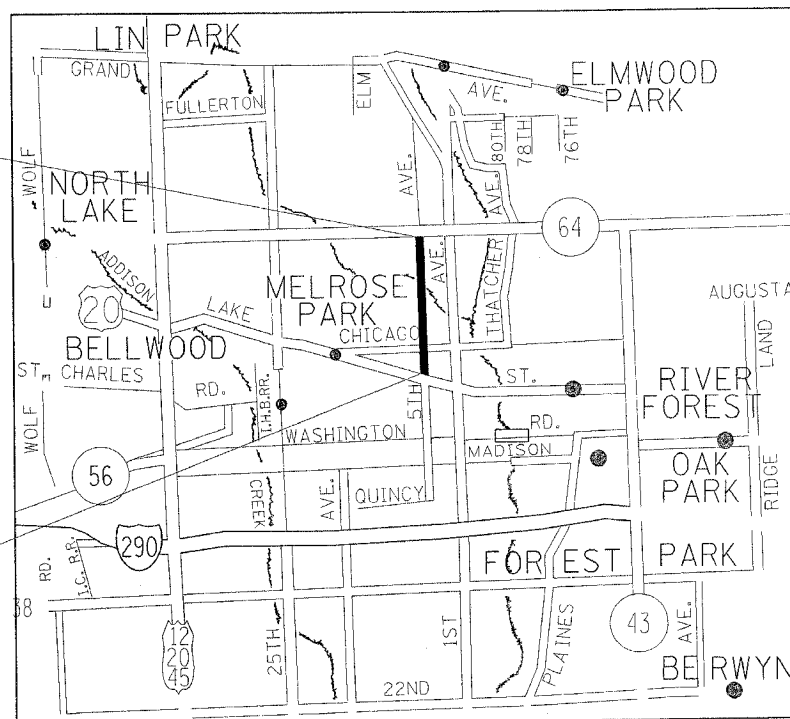 LIN PARK
GRAND
FULLERTON
ELM
AVE.
ELMWOOD
PARK
80TH
78TH
76TH
WOLF
NORTH
LAKE
AVE.
AVE.
64
ADDISON
20
LAKE
MELROSE
PARK
AVE.
THATCHER
CHICAGO
AUGUSTA
LAND
BELLWOOD
ST. CHARLES
RD.
I.H.B.RR.
5TH
ST.
RIVER
FOREST
WOLF
WASHINGTON
RD.
MADISON
56
CREEK
AVE.
QUINCY
OAK
PARK
RIDGE
290
RD.
I.C. R.R.
FOREST PARK
38
12
20
45
25TH
1ST
PLAINES
43
AVE.
22ND
BERWYN